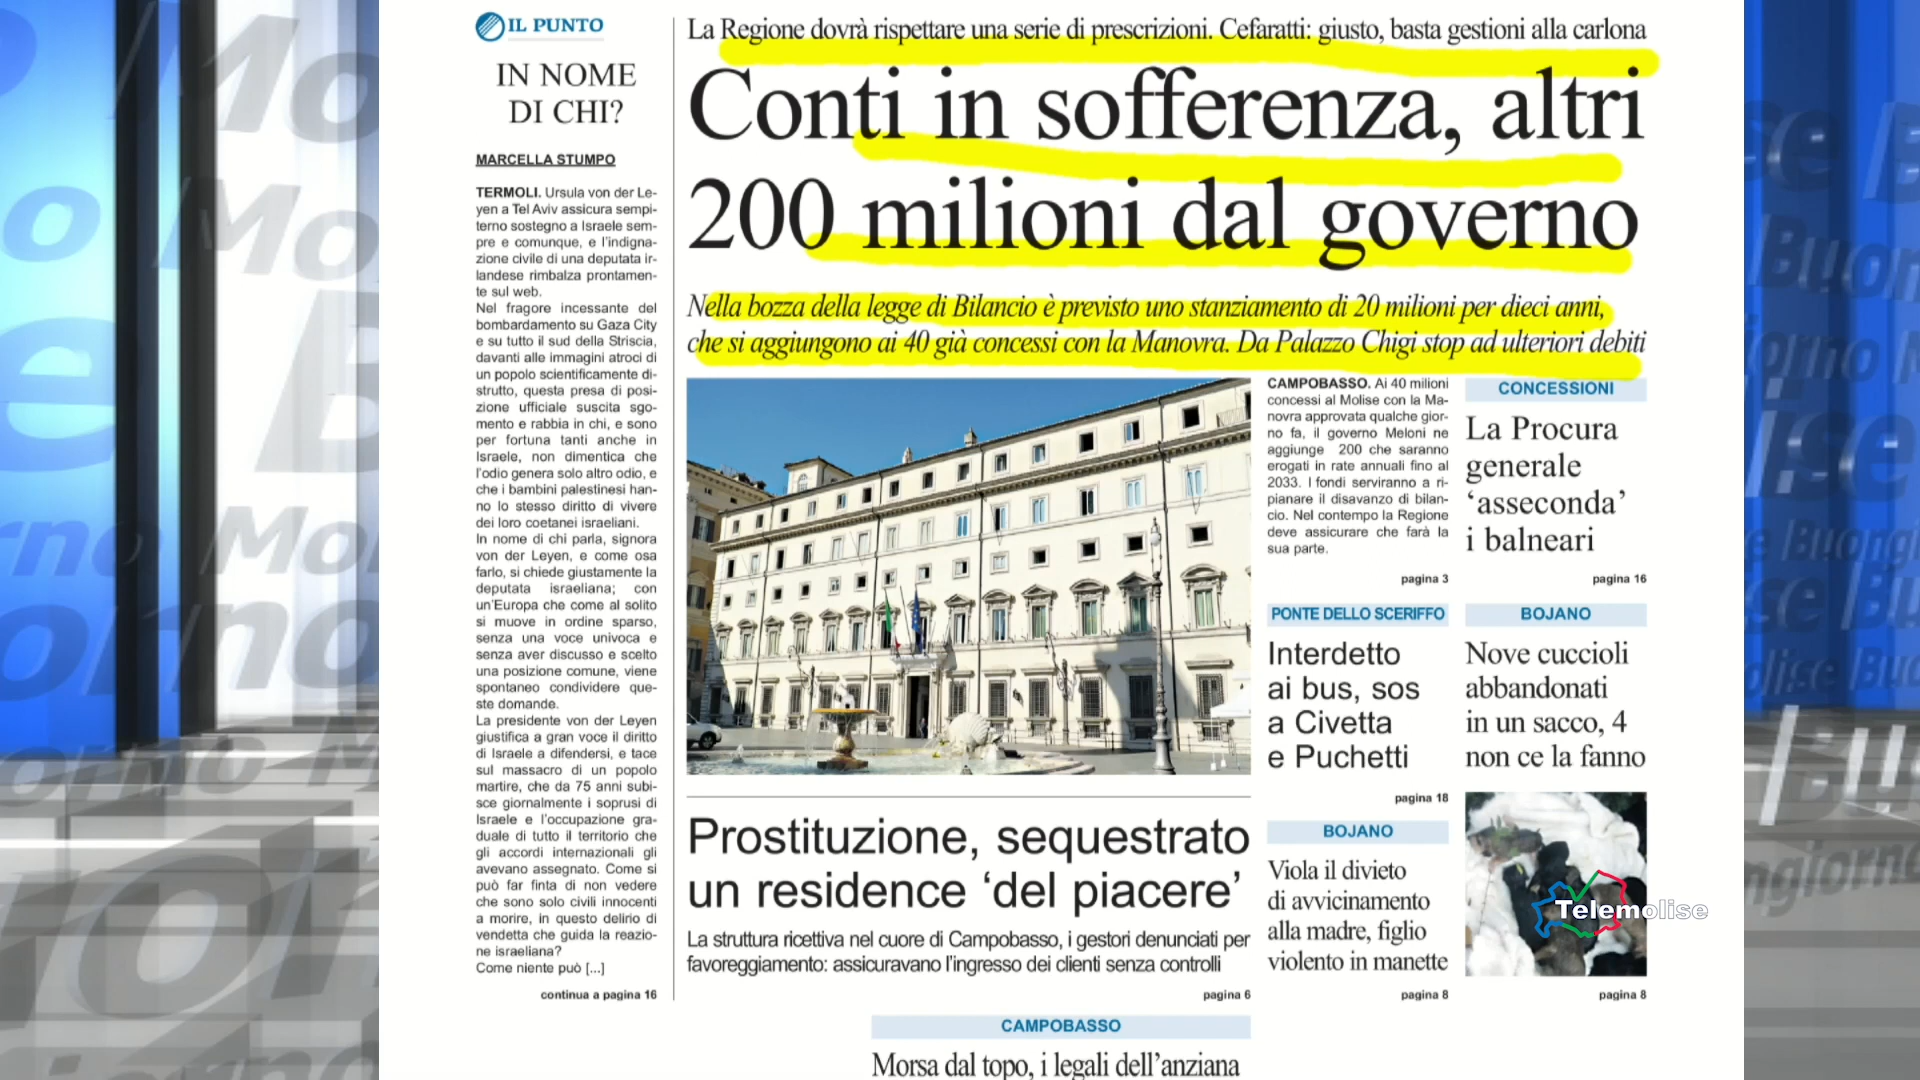 IL PUNTO
IN NOME
DI CHI?
MARCELLA STUMPO
TERMOLI. Ursula von der Le-
yen a Tel Aviv assicura sempi-
terno sostegno a Israele sem-
pre e comunque, e l'indigna-
zione civile di una deputata ir-
landese rimbalza prontamen-
te sul web.
Nel fragore incessante del
bombardamento su Gaza City
e su tutto il sud della Striscia,
davanti alle immagini atroci di
un popolo scientificamente di-
strutto, questa presa di posi-
zione ufficiale suscita sgo-
mento e rabbia in chi, e sono
per fortuna tanti anche in
Israele, non dimentica che
l'odio genera solo altro odio, e
che i bambini palestinesi han-
no lo stesso diritto di vivere
dei loro coetanei israeliani.
In nome di chi parla, signora
von der Leyen, e come osa
farlo, si chiede giustamente la
deputata israeliana; con
un'Europa che come al solito
si muove in ordine sparso,
senza una voce univoca e
senza aver discusso e scelto
una posizione comune, viene
spontaneo condividere que-
ste domande.
La presidente von der Leyen
giustifica a gran voce il diritto
di Israele a difendersi, e tace
sul massacro di un popolo
martire, che da 75 anni subi-
sce giornalmente i soprusi di
Israele e l'occupazione gra-
duale di tutto il territorio che
gli accordi internazionali gli
avevano assegnato. Come si
può far finta di non vedere
che sono solo civili innocenti
a morire, in questo delirio di
vendetta che guida la reazio-
ne israeliana?
Come niente può [...]
continua a pagina 16
La Regione dovrà rispettare una serie di prescrizioni. Cefaratti: giusto, basta gestioni alla carlona
Conti in sofferenza, altri
200 milioni dal governo
Nella bozza della legge di Bilancio è previsto uno stanziamento di 20 milioni per dieci anni,
che si aggiungono ai 40 già concessi con la Manovra. Da Palazzo Chigi stop ad ulteriori debiti
CAMPOBASSO. Ai 40 milioni
concessi al Molise con la Ma-
novra approvata qualche gior-
no fa, il governo Meloni ne
aggiunge 200 che saranno
erogati in rate annuali fino al
2033. I fondi serviranno a ri-
pianare il disavanzo di bilan-
cio. Nel contempo la Regione
deve assicurare che farà la
sua parte.
pagina 3
CONCESSIONI
La Procura
generale
'asseconda'
i balneari
pagina 16
PONTE DELLO SCERIFFO
Interdetto
ai bus, sos
a Civetta
e Puchetti
pagina 18
BOJANO
Nove cuccioli
abbandonati
in un sacco, 4
non ce la fanno
pagina 8
BOJANO
Viola il divieto
di avvicinamento
alla madre, figlio
violento in manette
pagina 8
Prostituzione, sequestrato
un residence 'del piacere'
La struttura ricettiva nel cuore di Campobasso, i gestori denunciati per
favoreggiamento: assicuravano l'ingresso dei clienti senza controlli
pagina 6
CAMPOBASSO
Morsa dal topo, i legali dell'anziana
Telemolise